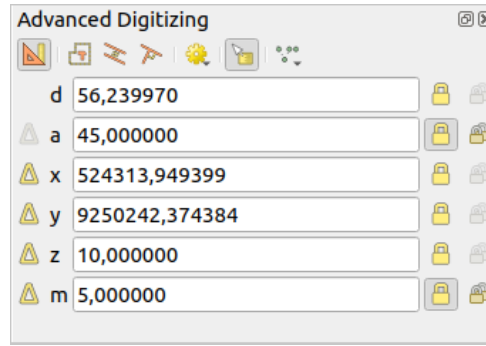 Advanced Digitizing
d 56,239970
a 45,000000
x 524313,949399
y 9250242,374384
z 10,000000
m 5,000000